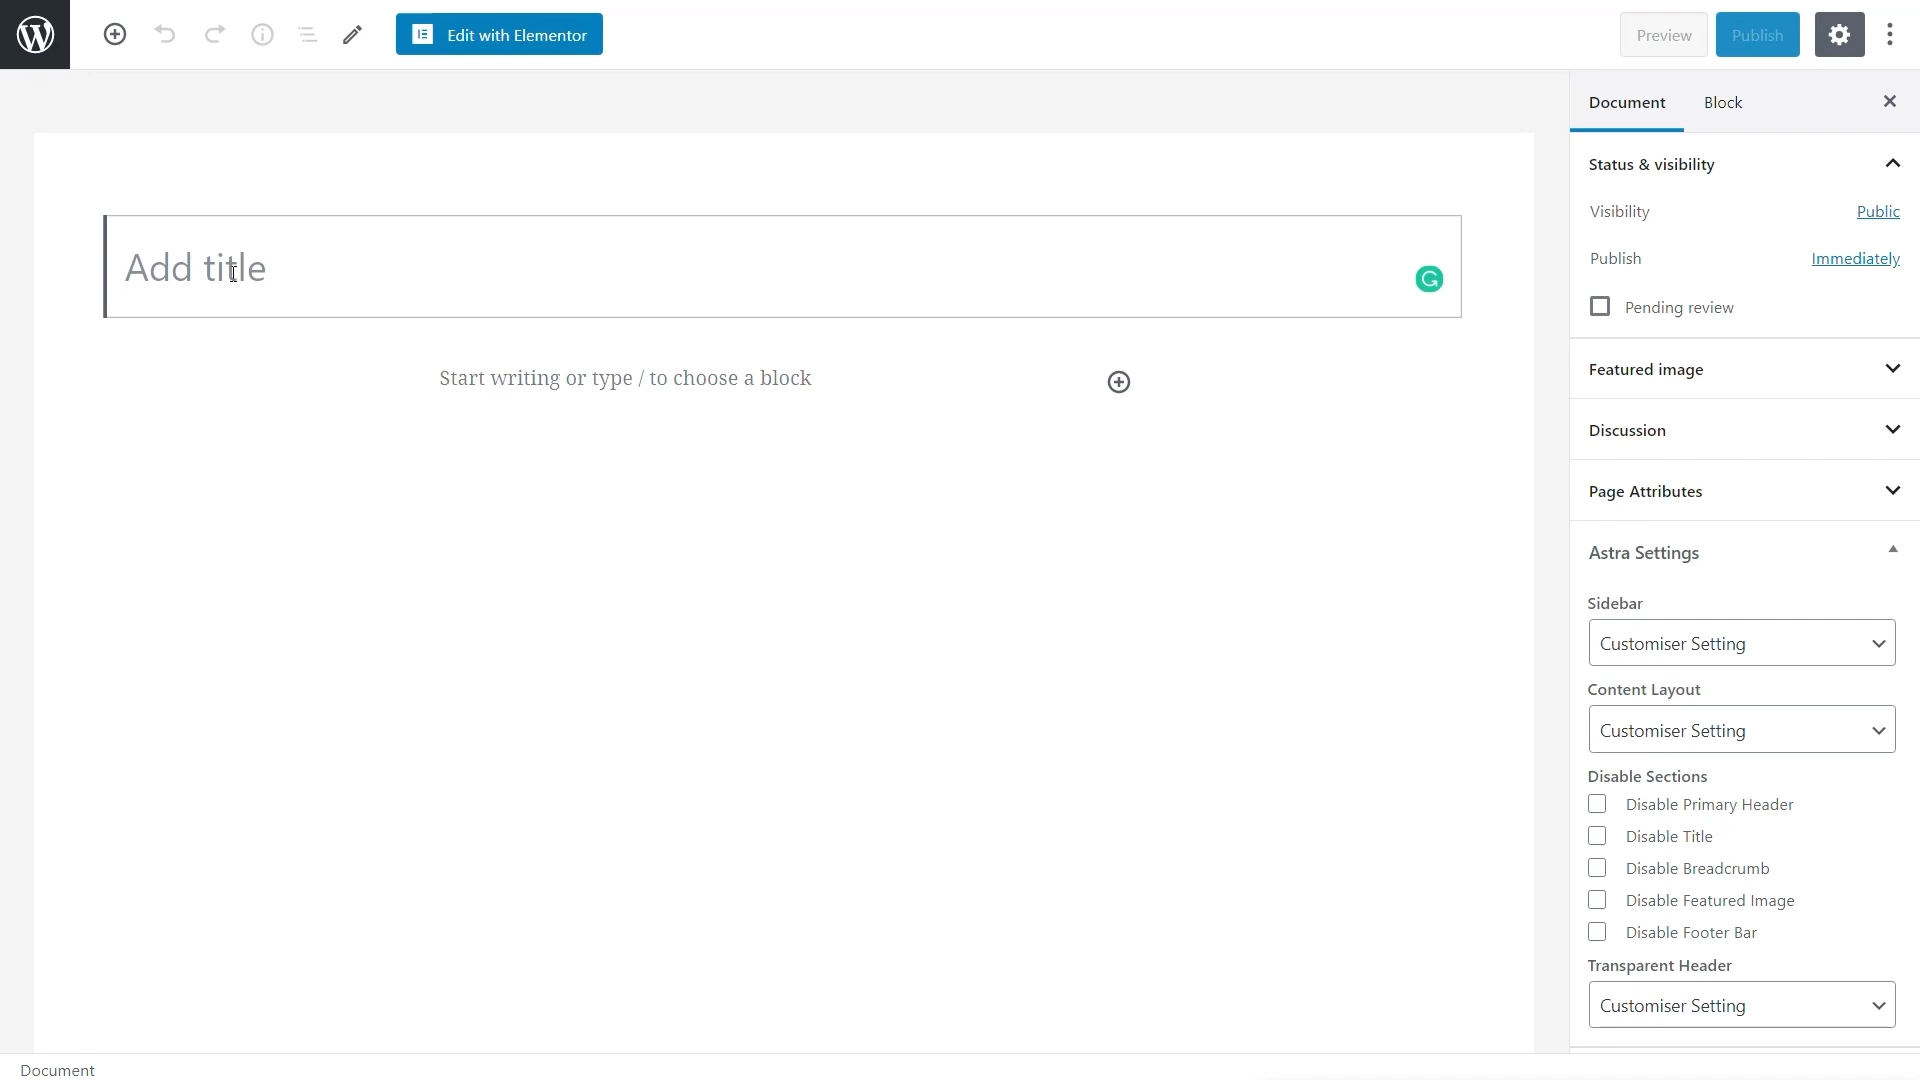 Edit with Elementor
Preview
Publish
Document
Block
Status & visibility
Visibility
Public
Publish
Immediately
Pending review
Featured image
Discussion
Page Attributes
Astra Settings
Sidebar
Customiser Setting
Content Layout
Customiser Setting
Disable Sections
Disable Primary Header
Disable Title
Disable Breadcrumb
Disable Featured Image
Disable Footer Bar
Transparent Header
Customiser Setting
Add title
Start writing or type / to choose a block
Document